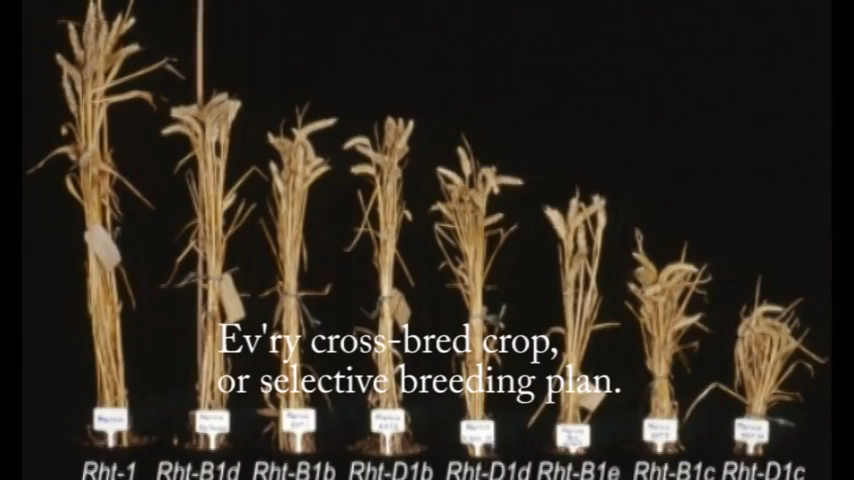 Ev'ry cross-bred crop,
or selective breeding plan.
Rht-1 Rht-B1d Rht-B1b Rht-D1b Rht-D1d Rht-B1e Rht-B1c Rht-D1c